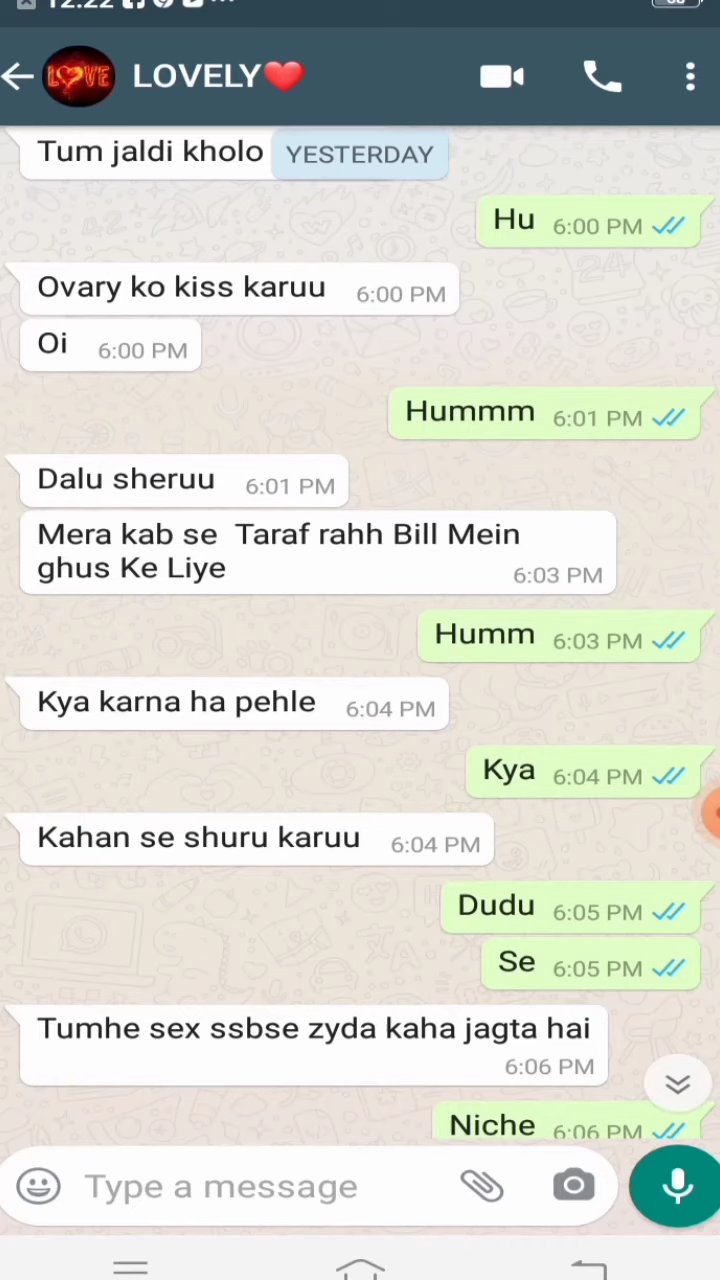 12:22
LOVE
LOVELY❤️
Tum jaldi kholo
YESTERDAY
Hu 6:00 PM
Ovary ko kiss karuu 6:00 PM
Oi 6:00 PM
Hummm 6:01 PM
Dalu sheruu 6:01 PM
Mera kab se Taraf rahh Bill Mein
ghus Ke Liye
6:03 PM
Humm 6:03 PM
Kya karna ha pehle 6:04 PM
Kya 6:04 PM
Kahan se shuru karuu 6:04 PM
Dudu 6:05 PM
Se 6:05 PM
Tumhe sex ssbse zyda kaha jagta hai
6:06 PM
Niche 6:06 PM
Type a message